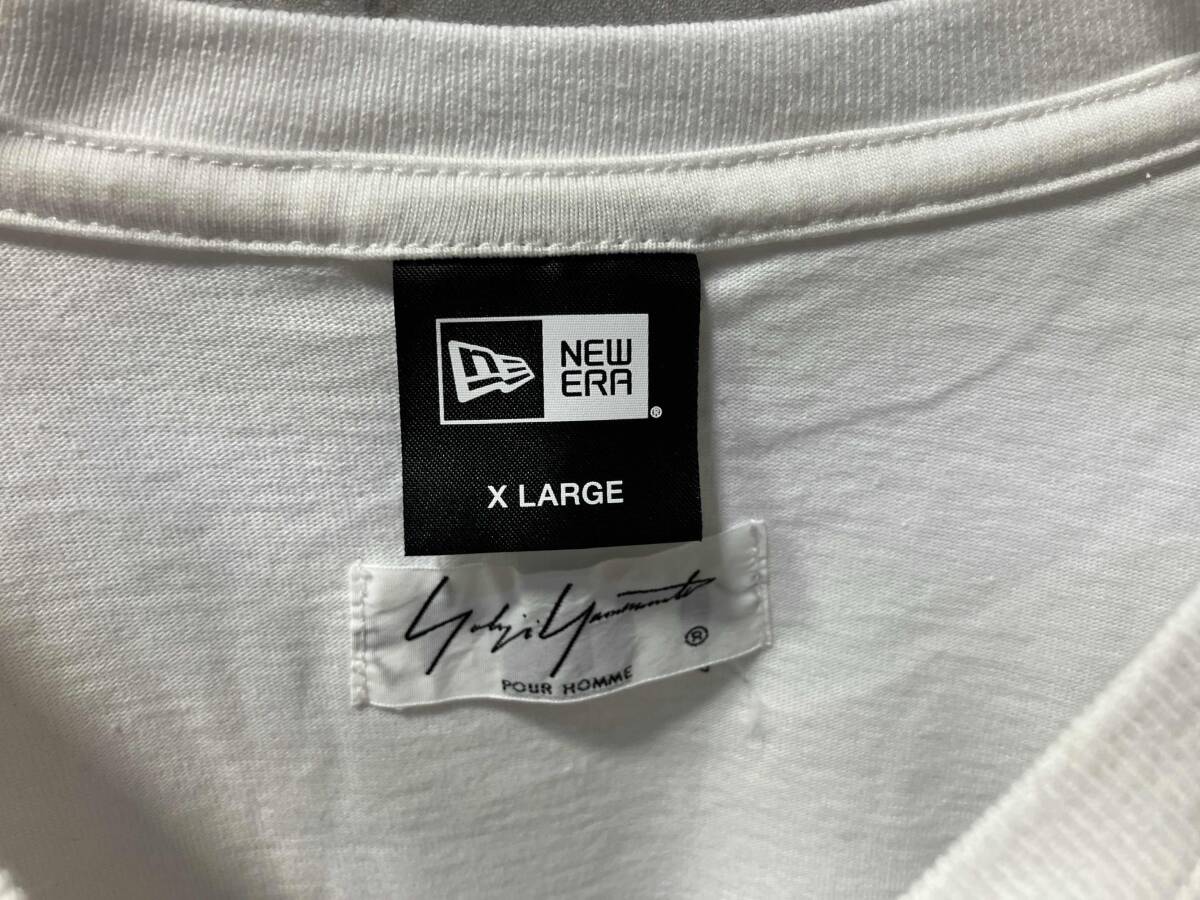 NEW
ERA
®
X LARGE
Yohji Yamamoto
®
POUR HOMME